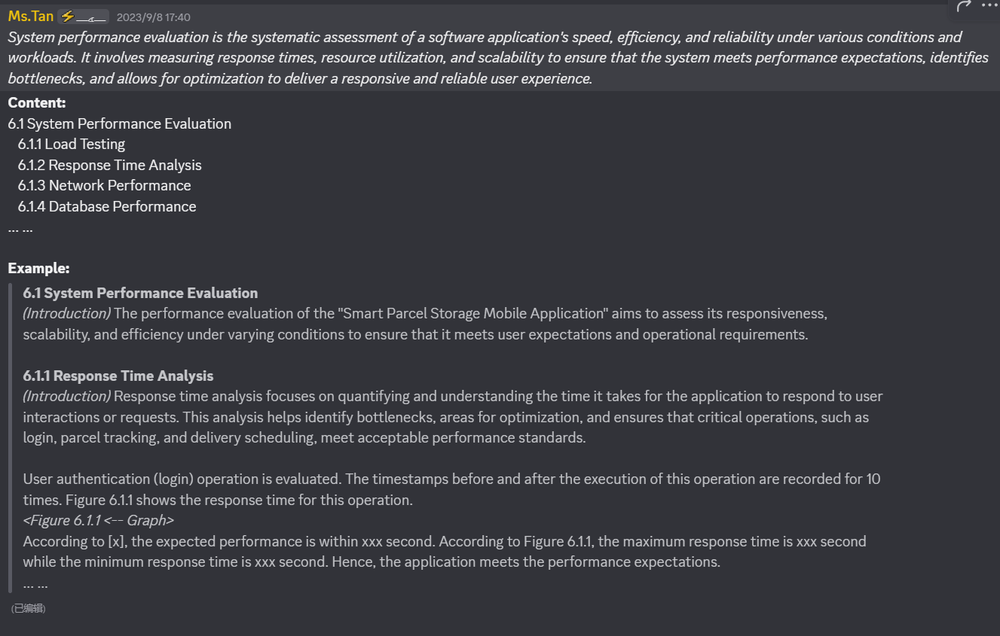 Ms.Tan 2023/9/8 17:40
System performance evaluation is the systematic assessment of a software application's speed, efficiency, and reliability under various conditions and
workloads. It involves measuring response times, resource utilization, and scalability to ensure that the system meets performance expectations, identifies
bottlenecks, and allows for optimization to deliver a responsive and reliable user experience.
Content:
6.1 System Performance Evaluation
6.1.1 Load Testing
6.1.2 Response Time Analysis
6.1.3 Network Performance
6.1.4 Database Performance
... ...
Example:
6.1 System Performance Evaluation
(Introduction) The performance evaluation of the "Smart Parcel Storage Mobile Application" aims to assess its responsiveness,
scalability, and efficiency under varying conditions to ensure that it meets user expectations and operational requirements.
6.1.1 Response Time Analysis
(Introduction) Response time analysis focuses on quantifying and understanding the time it takes for the application to respond to user
interactions or requests. This analysis helps identify bottlenecks, areas for optimization, and ensures that critical operations, such as
login, parcel tracking, and delivery scheduling, meet acceptable performance standards.
User authentication (login) operation is evaluated. The timestamps before and after the execution of this operation are recorded for 10
times. Figure 6.1.1 shows the response time for this operation.
<Figure 6.1.1 <-- Graph>
According to [x], the expected performance is within xxx second. According to Figure 6.1.1, the maximum response time is xxx second
while the minimum response time is xxx second. Hence, the application meets the performance expectations.
... ...
(已编辑)